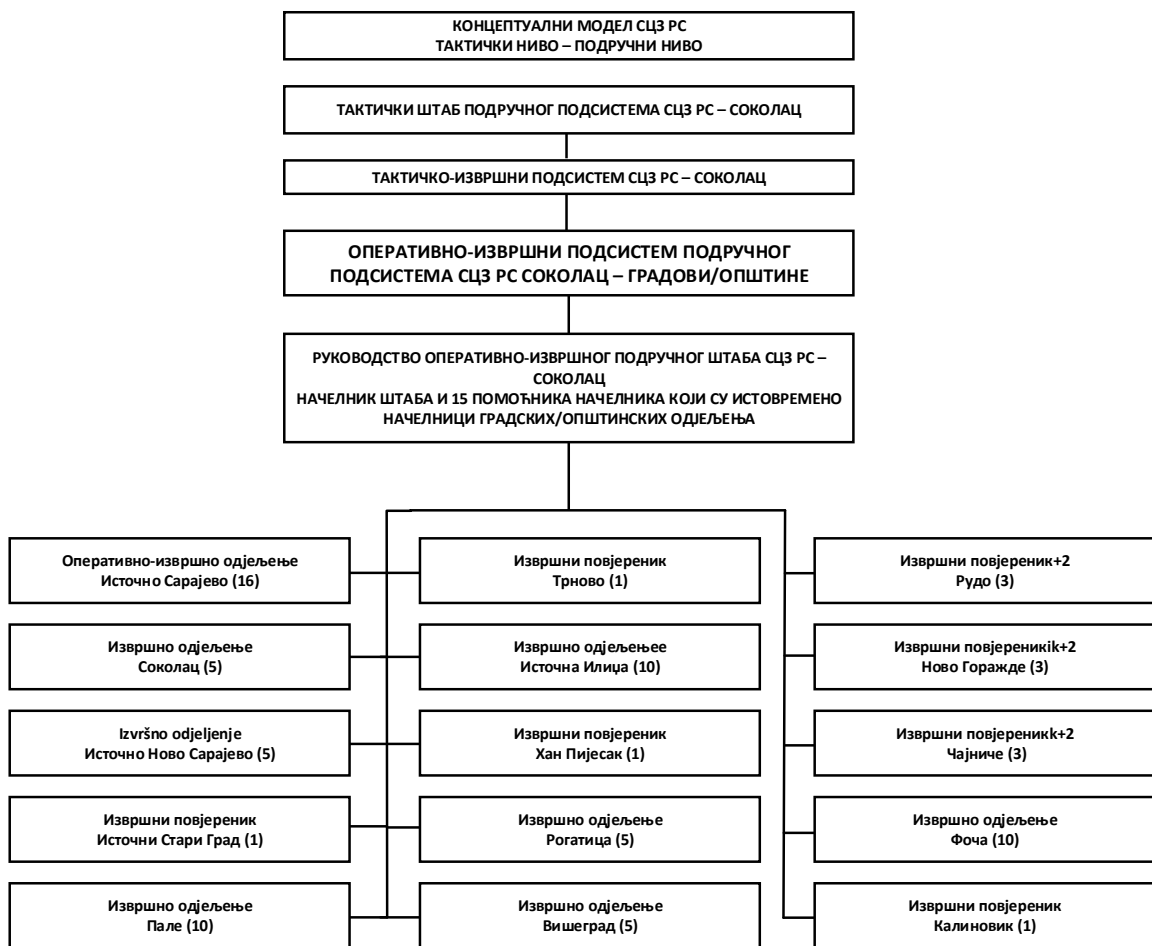 КОНЦЕПТУАЛНИ МОДЕЛ СЦЗ РС
ТАКТИЧКИ НИВО – ПОДРУЧНИ НИВО
ТАКТИЧКИ ШТАБ ПОДРУЧНОГ ПОДСИСТЕМА СЦЗ РС – СОКОЛАЦ
ТАКТИЧКО-ИЗВРШНИ ПОДСИСТЕМ СЦЗ РС – СОКОЛАЦ
ОПЕРАТИВНО-ИЗВРШНИ ПОДСИСТЕМ ПОДРУЧНОГ
ПОДСИСТЕМА СЦЗ РС СОКОЛАЦ – ГРАДОВИ/ОПШТИНЕ
РУКОВОДСТВО ОПЕРАТИВНО-ИЗВРШНОГ ПОДРУЧНОГ ШТАБА СЦЗ РС –
СОКОЛАЦ
НАЧЕЛНИК ШТАБА И 15 ПОМОЋНИКА НАЧЕЛНИКА КОЈИ СУ ИСТОВРЕМЕНО
НАЧЕЛНИЦИ ГРАДСКИХ/ОПШТИНСКИХ ОДЈЕЉЕЊА
Оперативно-извршно одјељење
Источно Сарајево (16)
Извршно одјељење
Соколац (5)
Izvršno odjeljenje
Источно Ново Сарајево (5)
Извршни повјереник
Источни Стари Град (1)
Извршно одјељење
Пале (10)
Извршни повјереник
Трново (1)
Извршно одјељењее
Источна Илиџа (10)
Извршни повјереник
Хан Пијесак (1)
Извршно одјељење
Рогатица (5)
Извршно одјељење
Вишеград (5)
Извршни повјереник+2
Рудо (3)
Извршни повјереникik+2
Ново Горажде (3)
Извршни повјереникk+2
Чајниче (3)
Извршно одјељење
Фоча (10)
Извршни повјереник
Калиновик (1)